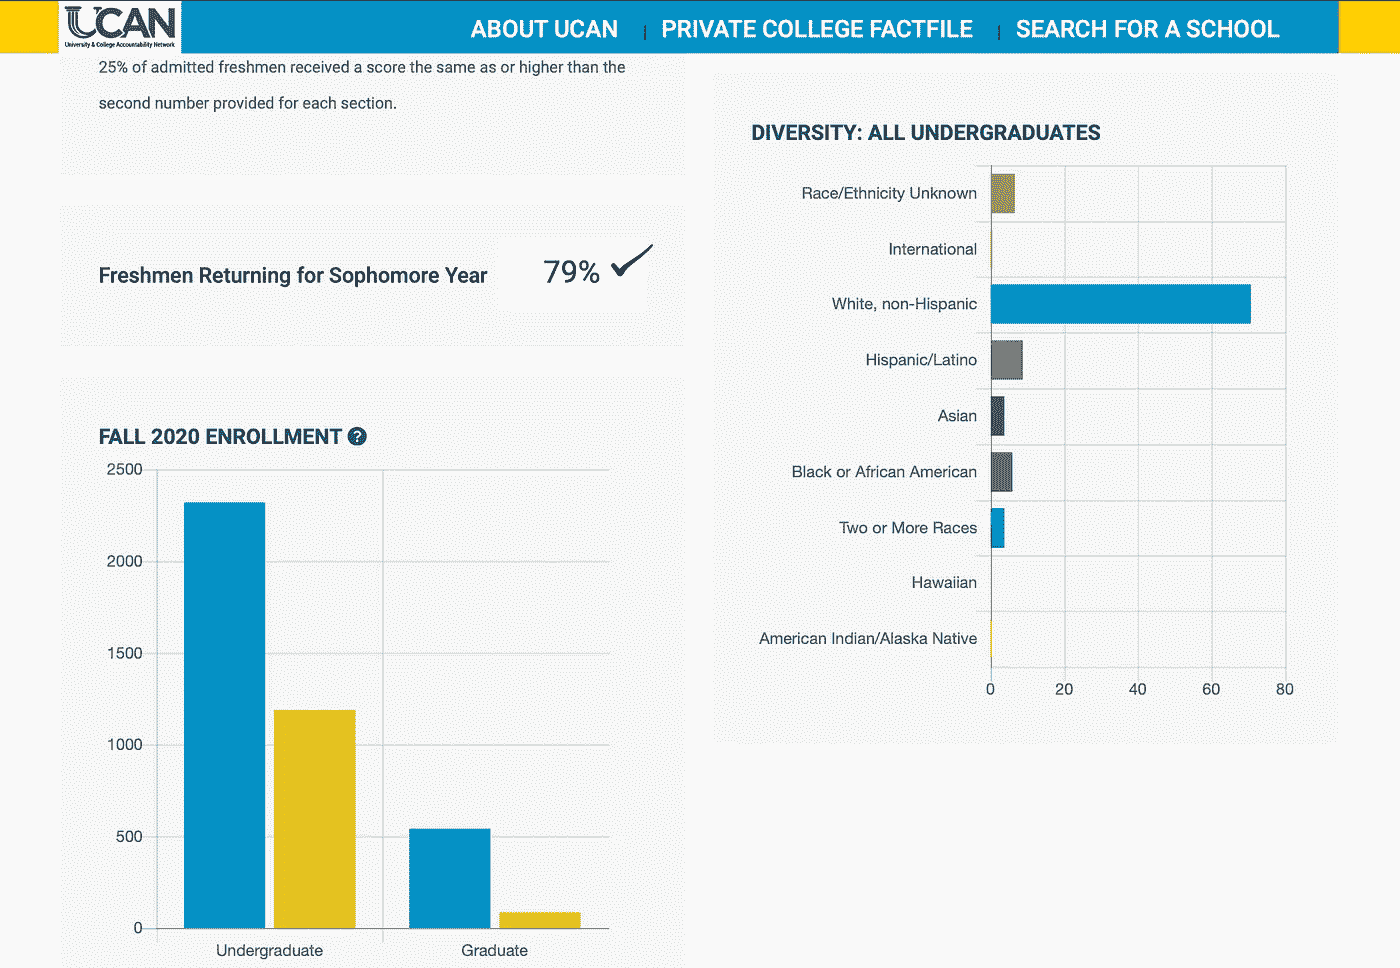 UCAN
University & College Accountability Network
ABOUT UCAN | PRIVATE COLLEGE FACTFILE | SEARCH FOR A SCHOOL
25% of admitted freshmen received a score the same as or higher than the
second number provided for each section.
Freshmen Returning for Sophomore Year 79%
FALL 2020 ENROLLMENT ?
2500
2000
1500
1000
500
0
Undergraduate Graduate
DIVERSITY: ALL UNDERGRADUATES
Race/Ethnicity Unknown
International
White, non-Hispanic
Hispanic/Latino
Asian
Black or African American
Two or More Races
Hawaiian
American Indian/Alaska Native
0 20 40 60 80